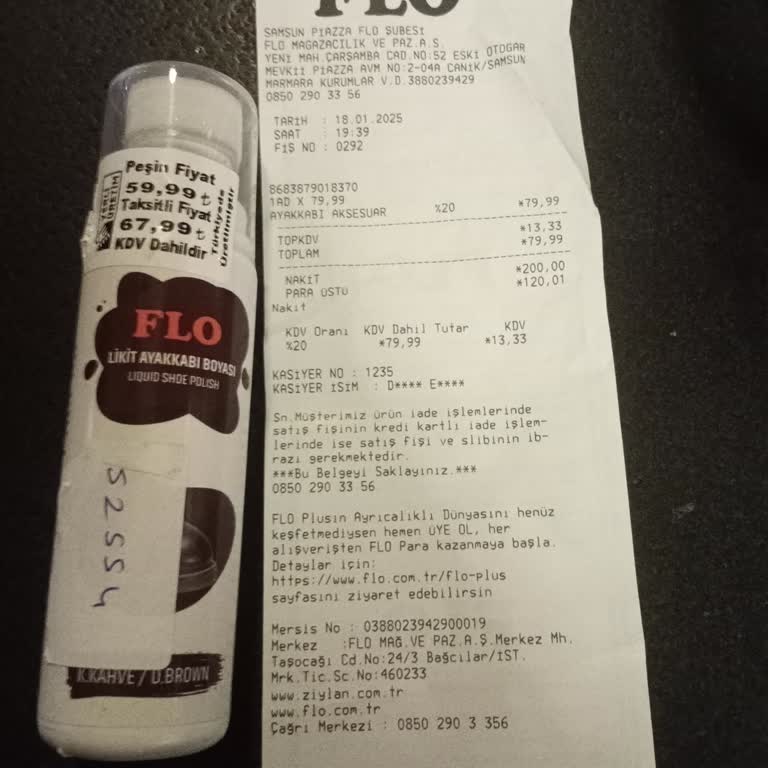 Peşin Fiyat
59,99 ₺
Taksitli Fiyat
67,99 ₺
KDV Dahildir
YERLİ
ÜRETİM
Türkiyede
Üretilmiştir
FLO
LİKİT AYAKKABI BOYASI
LIQUID SHOE POLISH
52554
K.KAHVE / D.BROWN
FLO
SAMSUN PİAZZA FLO ŞUBESİ
FLO MAGAZACILIK VE PAZ.A.S.
YENİ MAH.ÇARŞAMBA CAD.NO:52 ESKİ OTOGAR
MEVKİİ PİAZZA AVM NO:2-04A CANİK/SAMSUN
MARMARA KURUMLAR V.D.3880239429
0850 290 33 56
TARİH : 18.01.2025
SAAT : 19:39
FİŞ NO : 0292
8683879018370
1AD X 79,99
AYAKKABI AKSESUAR %20 *79,99
TOPKDV *13,33
TOPLAM *79,99
NAKİT *200,00
PARA ÜSTÜ *120,01
Nakit
KDV Oranı KDV Dahil Tutar KDV
%20 *79,99 *13,33
KASİYER NO : 1235
KASİYER İSİM : D**** E****
Sn.Müşterimiz ürün iade işlemlerinde
satış fişinin kredi kartlı iade işlem-
lerinde ise satış fişi ve slibinin ib-
razı gerekmektedir.
***Bu Belgeyi Saklayınız.***
0850 290 33 56
FLO Plusın Ayrıcalıklı Dünyasını henüz
keşfetmediysen hemen ÜYE OL, her
alışverişten FLO Para kazanmaya başla.
Detaylar için:
https://www.flo.com.tr/flo-plus
sayfasını ziyaret edebilirsin
Mersis No : 0388023942900019
Merkez :FLO MAĞ.VE PAZ.A.Ş.Merkez Mh.
Taşocağı Cd.No:24/3 Bağcılar/İST.
Mrk.Tic.Sc.No:460233
www.ziylan.com.tr
www.flo.com.tr
Çağrı Merkezi : 0850 290 3 356